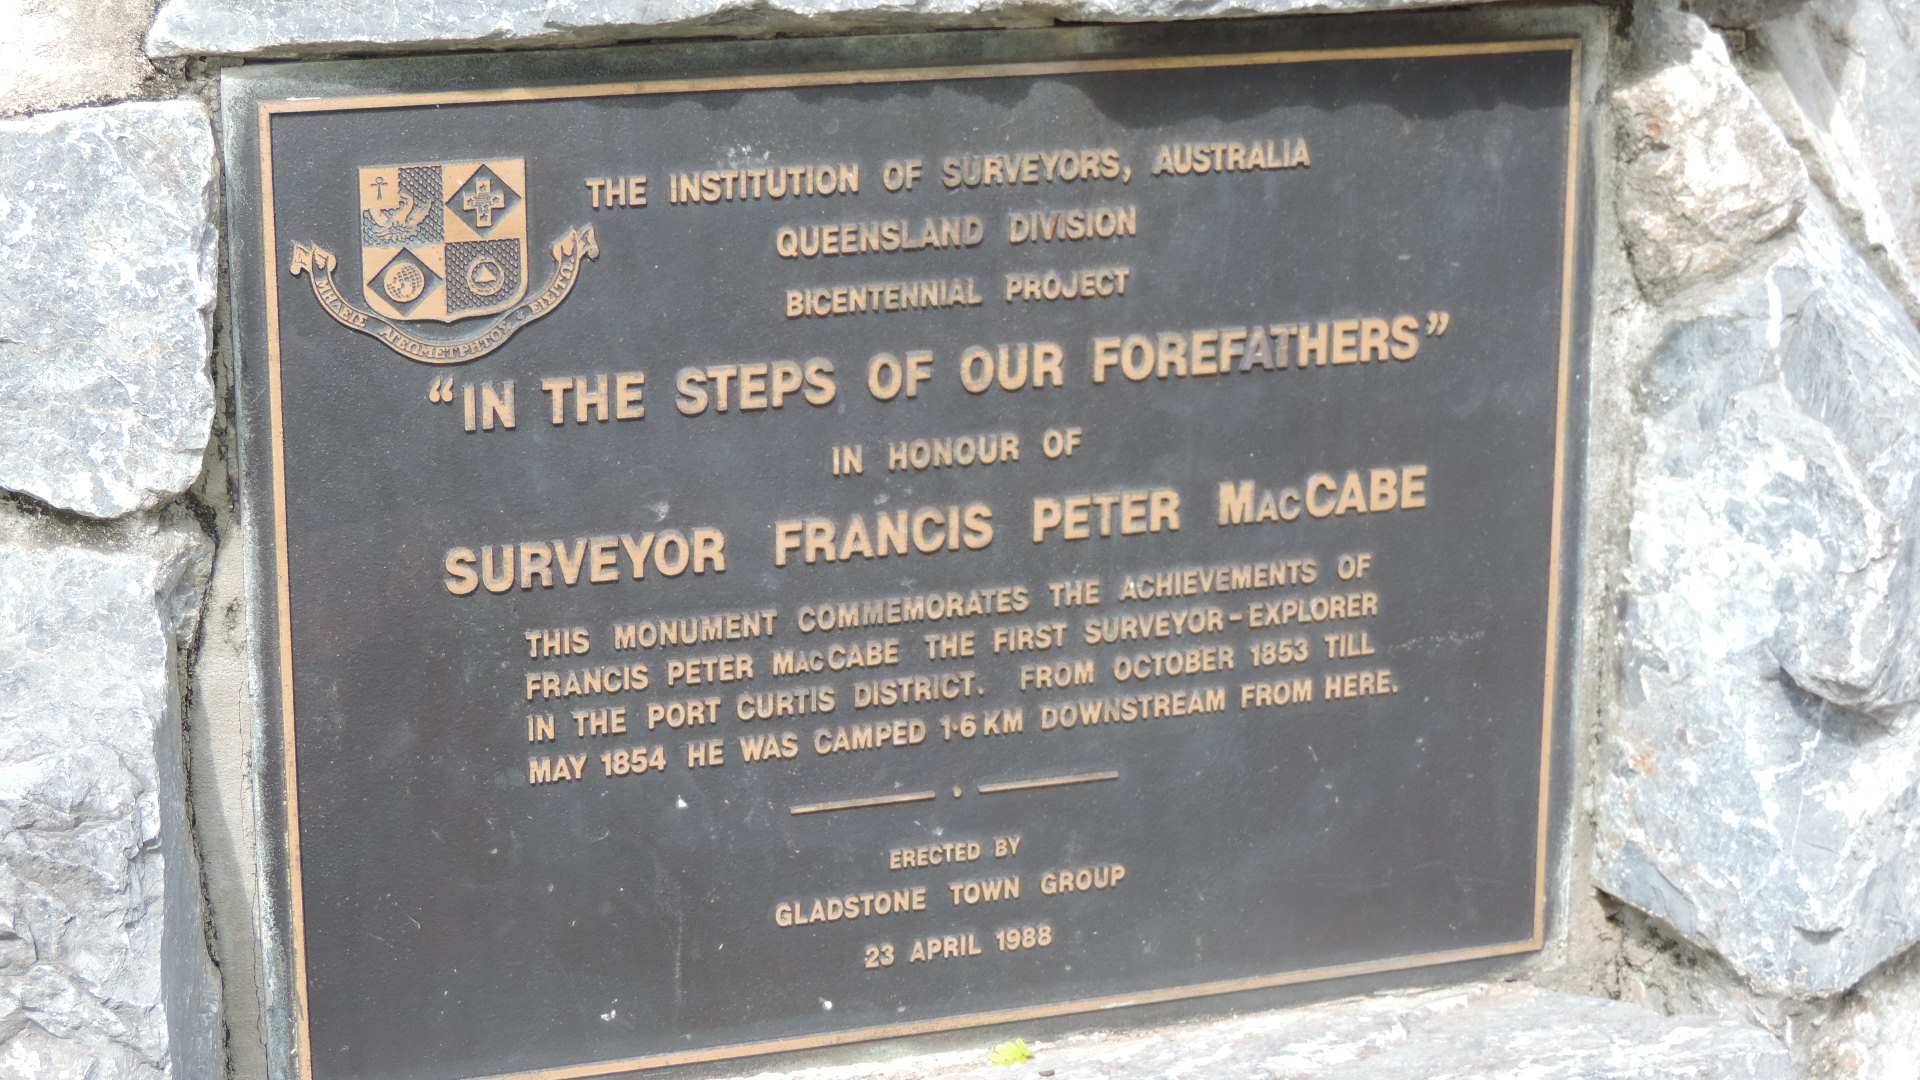 THE INSTITUTION OF SURVEYORS, AUSTRALIA
QUEENSLAND DIVISION
BICENTENNIAL PROJECT
ΜΗΔΕΙΣ ΑΓΕΩΜΕΤΡΗΤΟΣ ΕΙΣΙΤΩ
"IN THE STEPS OF OUR FOREFATHERS"
IN HONOUR OF
SURVEYOR FRANCIS PETER MACCABE
THIS MONUMENT COMMEMORATES THE ACHIEVEMENTS OF
FRANCIS PETER MACCABE THE FIRST SURVEYOR-EXPLORER
IN THE PORT CURTIS DISTRICT. FROM OCTOBER 1853 TILL
MAY 1854 HE WAS CAMPED 1·6 KM DOWNSTREAM FROM HERE.
ERECTED BY
GLADSTONE TOWN GROUP
23 APRIL 1988